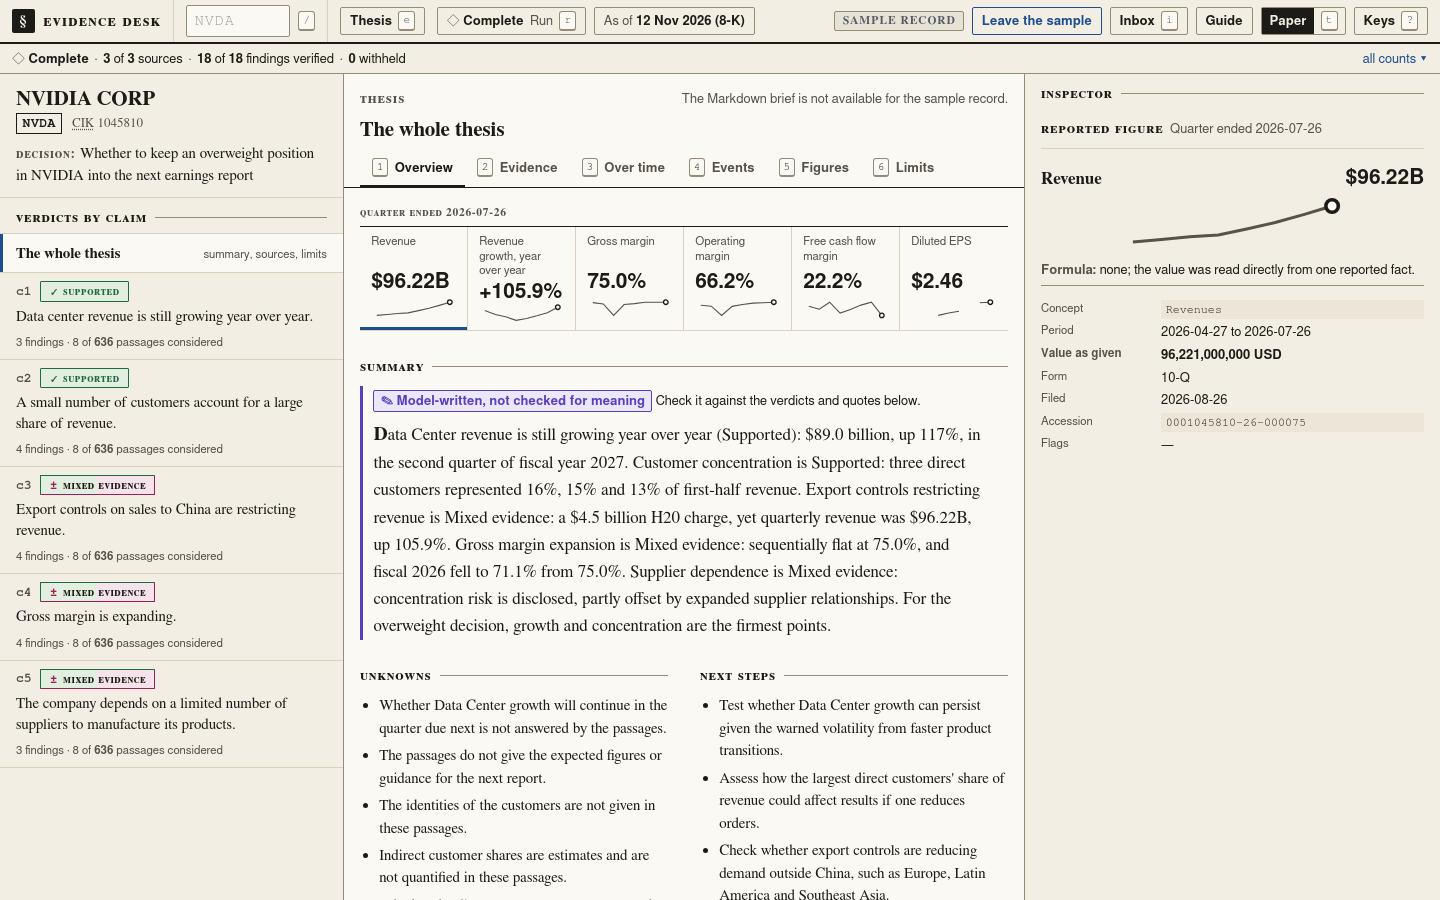 § EVIDENCE DESK
NVDA /
Thesis e
Complete Run r
As of 12 Nov 2026 (8-K)
SAMPLE RECORD
Leave the sample
Inbox i
Guide
Paper t
Keys ?
Complete · 3 of 3 sources · 18 of 18 findings verified · 0 withheld
all counts ▾
NVIDIA CORP
NVDA CIK 1045810
DECISION: Whether to keep an overweight position
in NVIDIA into the next earnings report
VERDICTS BY CLAIM
The whole thesis summary, sources, limits
c1 ✓ SUPPORTED
Data center revenue is still growing year over year.
3 findings · 8 of 636 passages considered
c2 ✓ SUPPORTED
A small number of customers account for a large
share of revenue.
4 findings · 8 of 636 passages considered
c3 ± MIXED EVIDENCE
Export controls on sales to China are restricting
revenue.
4 findings · 8 of 636 passages considered
c4 ± MIXED EVIDENCE
Gross margin is expanding.
4 findings · 8 of 636 passages considered
c5 ± MIXED EVIDENCE
The company depends on a limited number of
suppliers to manufacture its products.
3 findings · 8 of 636 passages considered
THESIS
The Markdown brief is not available for the sample record.
The whole thesis
1 Overview
2 Evidence
3 Over time
4 Events
5 Figures
6 Limits
QUARTER ENDED 2026-07-26
Revenue
$96.22B
Revenue
growth, year
over year
+105.9%
Gross margin
75.0%
Operating
margin
66.2%
Free cash flow
margin
22.2%
Diluted EPS
$2.46
SUMMARY
✎ Model-written, not checked for meaning Check it against the verdicts and quotes below.
Data Center revenue is still growing year over year (Supported): $89.0 billion, up 117%, in
the second quarter of fiscal year 2027. Customer concentration is Supported: three direct
customers represented 16%, 15% and 13% of first-half revenue. Export controls restricting
revenue is Mixed evidence: a $4.5 billion H20 charge, yet quarterly revenue was $96.22B,
up 105.9%. Gross margin expansion is Mixed evidence: sequentially flat at 75.0%, and
fiscal 2026 fell to 71.1% from 75.0%. Supplier dependence is Mixed evidence:
concentration risk is disclosed, partly offset by expanded supplier relationships. For the
overweight decision, growth and concentration are the firmest points.
UNKNOWNS
• Whether Data Center growth will continue in the
quarter due next is not answered by the passages.
• The passages do not give the expected figures or
guidance for the next report.
• The identities of the customers are not given in
these passages.
• Indirect customer shares are estimates and are
not quantified in these passages.
NEXT STEPS
• Test whether Data Center growth can persist
given the warned volatility from faster product
transitions.
• Assess how the largest direct customers' share of
revenue could affect results if one reduces
orders.
• Check whether export controls are reducing
demand outside China, such as Europe, Latin
America and Southeast Asia.
INSPECTOR
REPORTED FIGURE Quarter ended 2026-07-26
Revenue $96.22B
Formula: none; the value was read directly from one reported fact.
Concept Revenues
Period 2026-04-27 to 2026-07-26
Value as given 96,221,000,000 USD
Form 10-Q
Filed 2026-08-26
Accession 0001045810-26-000075
Flags —